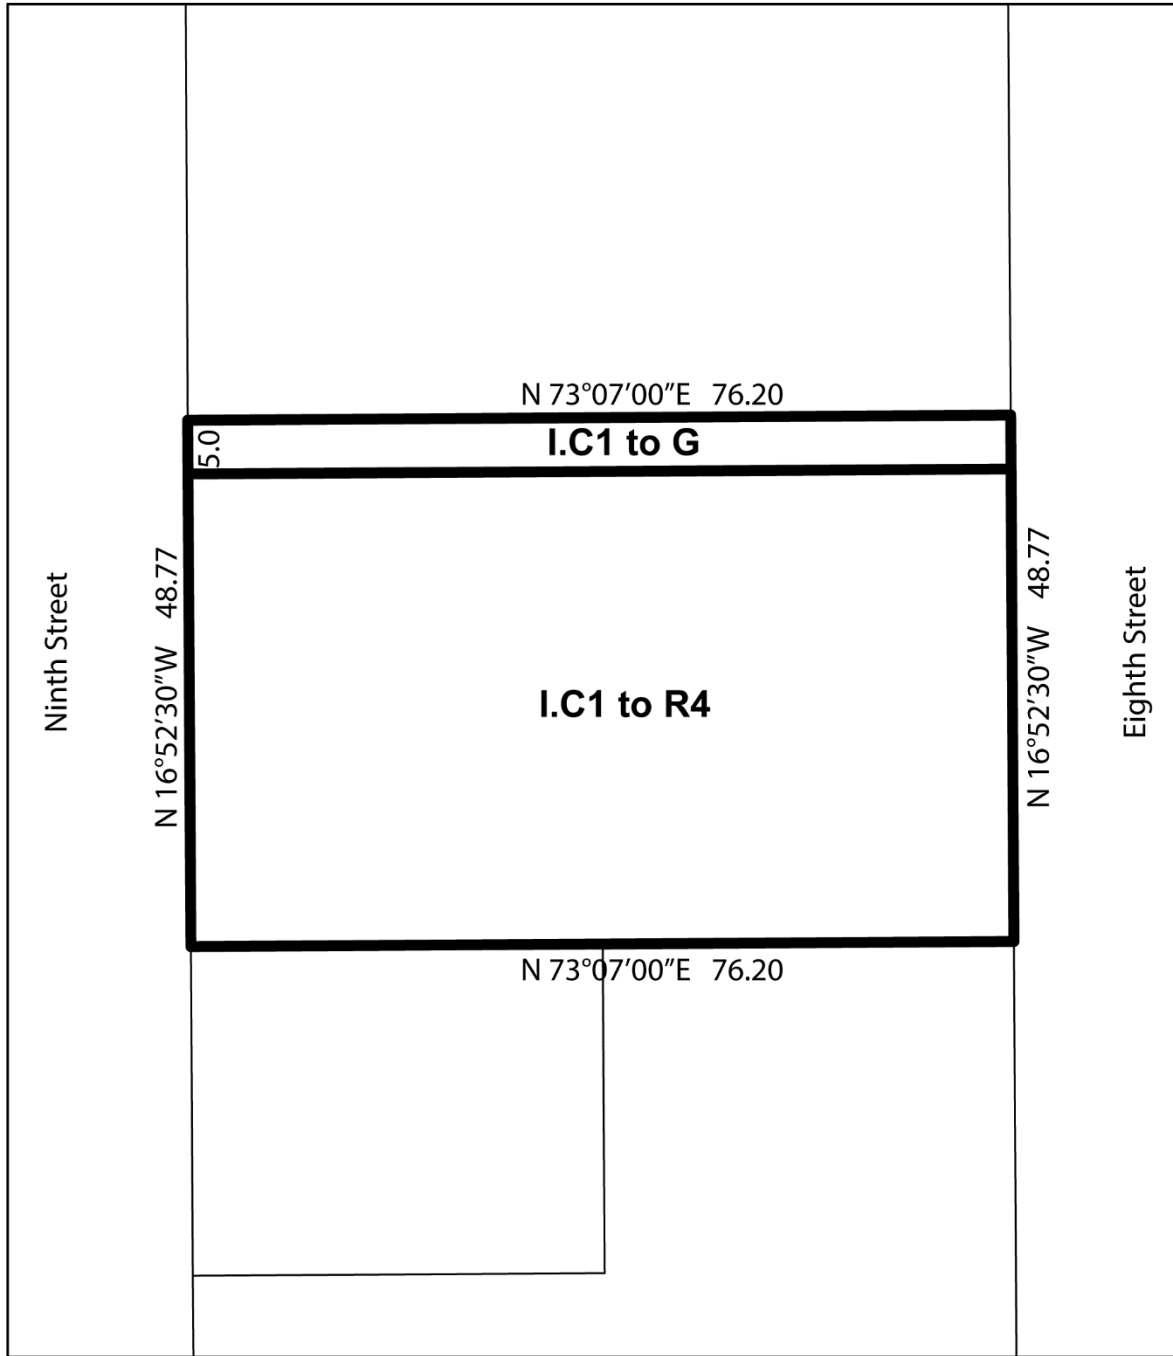 N 73°07'00"E 76.20
5.0
I.C1 to G
Ninth Street
N 16°52'30"W 48.77
I.C1 to R4
N 16°52'30"W 48.77
Eighth Street
N 73°07'00"E 76.20